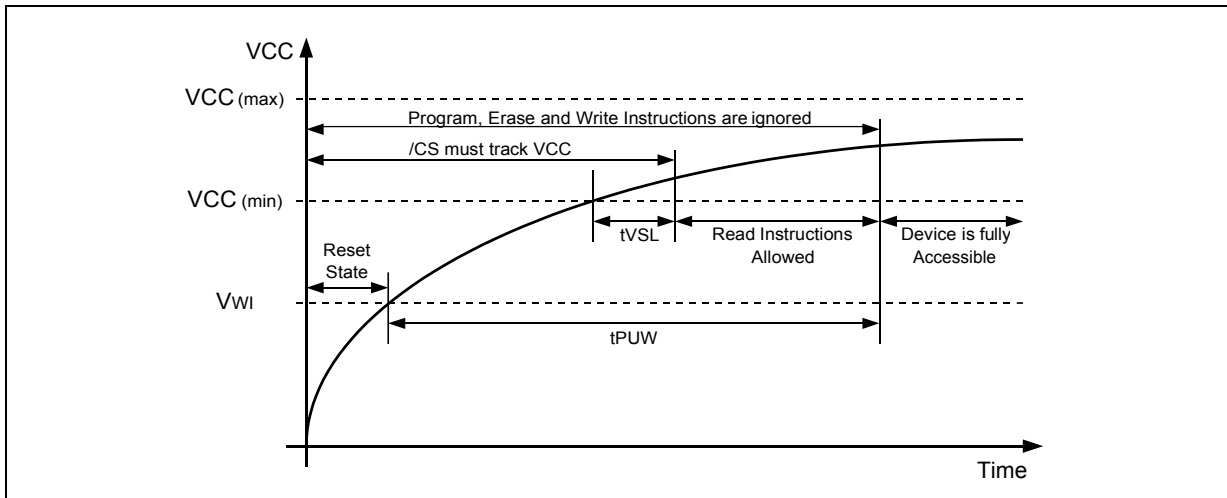 VCC
VCC (max)
Program, Erase and Write Instructions are ignored
/CS must track VCC
VCC (min)
tVSL
Read Instructions
Allowed
Device is fully
Accessible
Reset
State
VWI
tPUW
Time